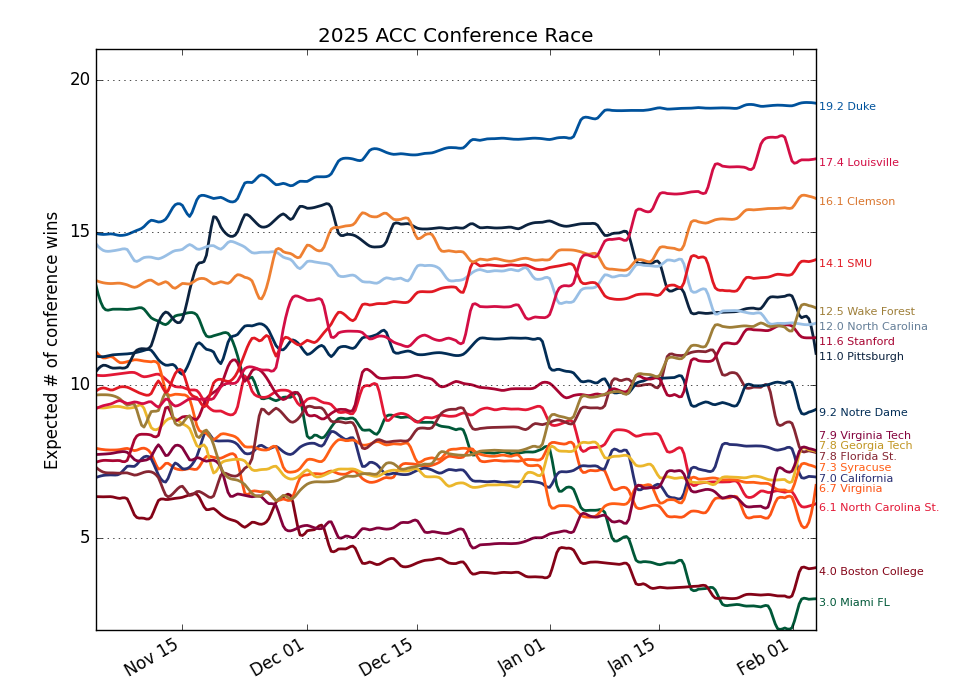 2025 ACC Conference Race
Expected # of conference wins
20
15
10
5
Nov 15
Dec 01
Dec 15
Jan 01
Jan 15
Feb 01
19.2 Duke
17.4 Louisville
16.1 Clemson
14.1 SMU
12.5 Wake Forest
12.0 North Carolina
11.6 Stanford
11.0 Pittsburgh
9.2 Notre Dame
7.9 Virginia Tech
7.8 Georgia Tech
7.8 Florida St.
7.3 Syracuse
7.0 California
6.7 Virginia
6.1 North Carolina St.
4.0 Boston College
3.0 Miami FL